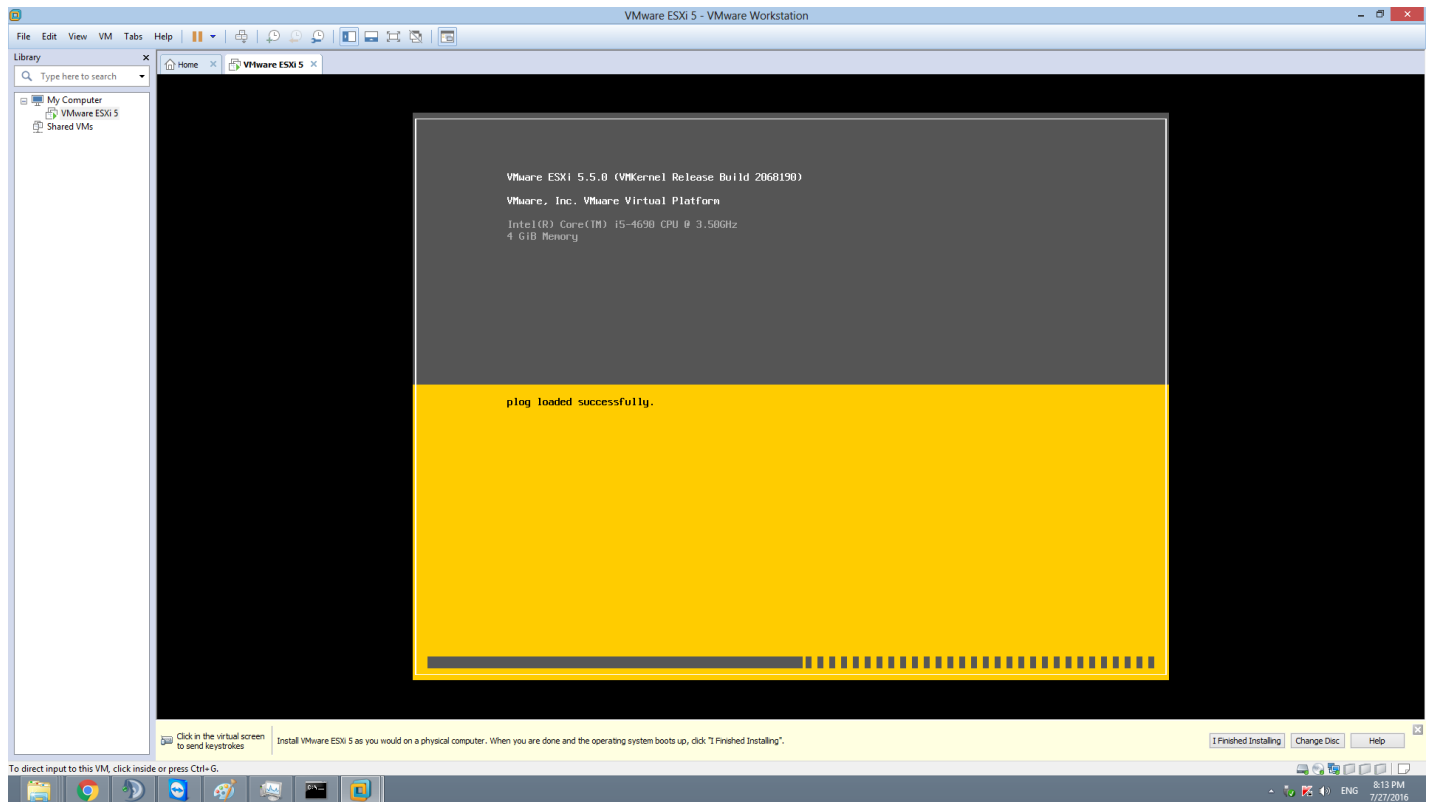 VMware ESXi 5 - VMware Workstation
File Edit View VM Tabs Help
Library
Type here to search
My Computer
VMware ESXi 5
Shared VMs
Home
VMware ESXi 5
VMware ESXi 5.5.0 (VMKernel Release Build 2068190)
VMware, Inc. VMware Virtual Platform
Intel(R) Core(TM) i5-4690 CPU @ 3.50GHz
4 GiB Memory
plog loaded successfully.
Click in the virtual screen
to send keystrokes
Install VMware ESXi 5 as you would on a physical computer. When you are done and the operating system boots up, click "I Finished Installing".
I Finished Installing
Change Disc
Help
To direct input to this VM, click inside or press Ctrl+G.
ENG
8:13 PM
7/27/2016